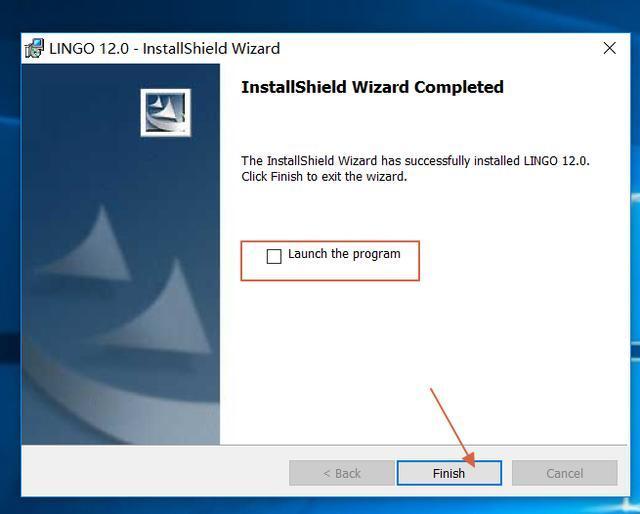 LINGO 12.0 - InstallShield Wizard
InstallShield Wizard Completed
The InstallShield Wizard has successfully installed LINGO 12.0.
Click Finish to exit the wizard.
Launch the program
< Back
Finish
Cancel